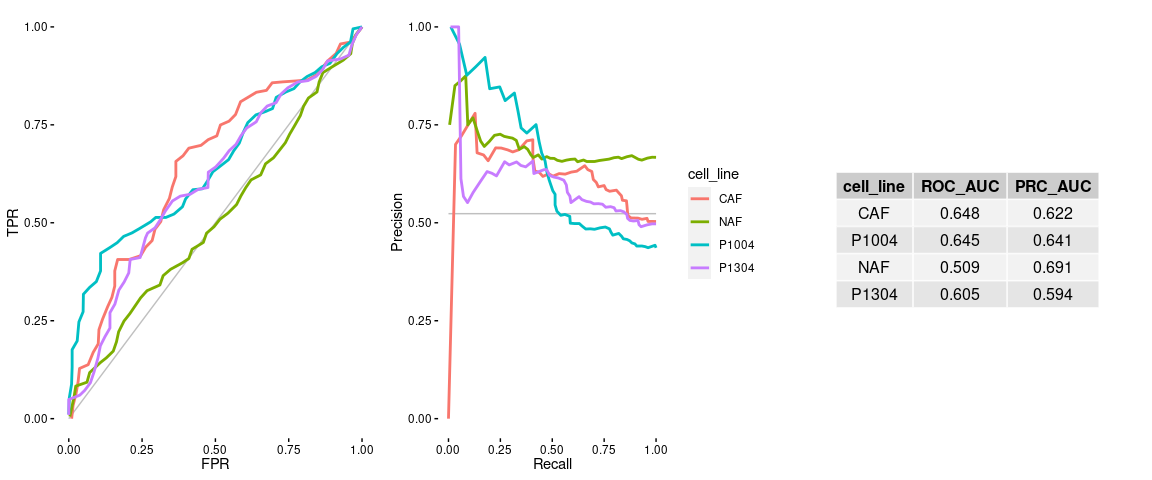 1.00
0.75
0.50
0.25
0.00
TPR
0.00 0.25 0.50 0.75 1.00
FPR
1.00
0.75
0.50
0.25
0.00
Precision
0.00 0.25 0.50 0.75 1.00
Recall
cell_line
CAF
NAF
P1004
P1304
cell_line ROC_AUC PRC_AUC
CAF 0.648 0.622
P1004 0.645 0.641
NAF 0.509 0.691
P1304 0.605 0.594